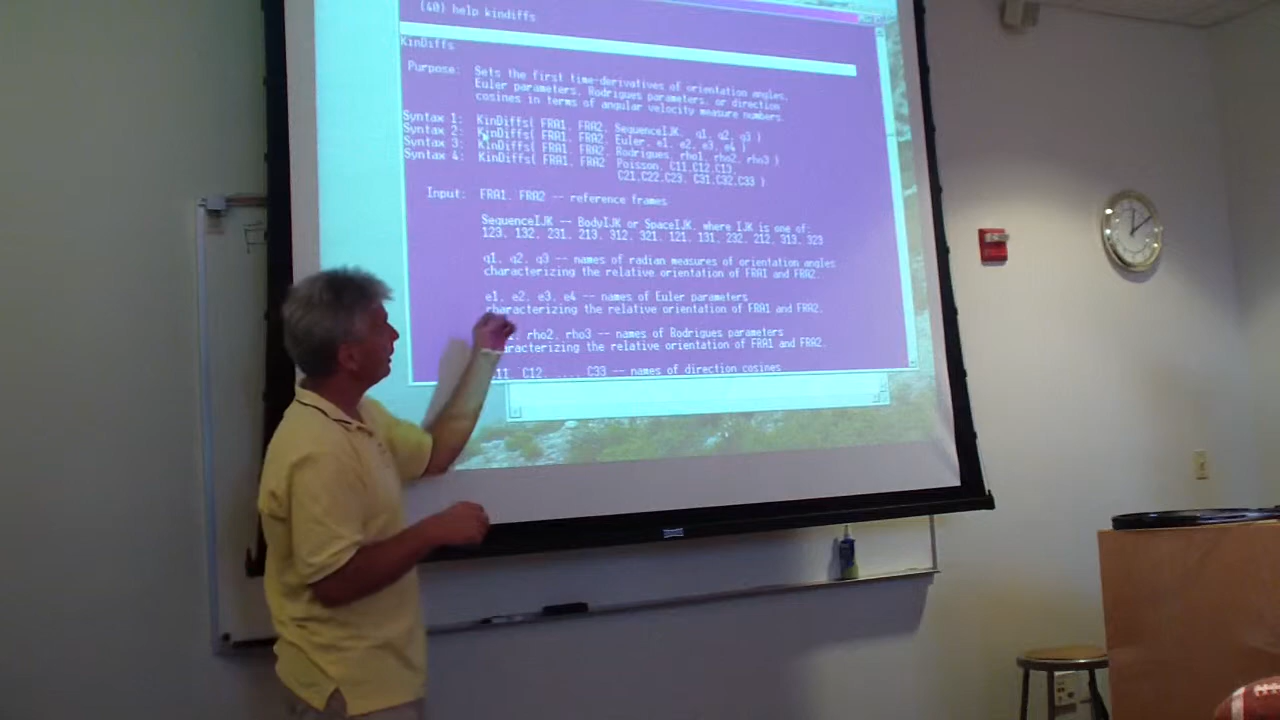 (60) help kindiffs
KinDiffs
Purpose: Sets the first time-derivatives of orientation angles,
Euler parameters, Rodrigues parameters, or direction
cosines in terms of angular velocity measure numbers.
Syntax 1: KinDiffs( FRA1, FRA2, SequenceIJK, q1, q2, q3 )
Syntax 2: KinDiffs( FRA1, FRA2, Euler, e1, e2, e3, e4 )
Syntax 3: KinDiffs( FRA1, FRA2, Rodrigues, rho1, rho2, rho3 )
Syntax 4: KinDiffs( FRA1, FRA2 Poisson, C11,C12,C13,
C21,C22,C23, C31,C32,C33 )
Input: FRA1, FRA2 -- reference frames
SequenceIJK -- BodyIJK or SpaceIJK, where IJK is one of:
123, 132, 231, 213, 312, 321, 121, 131, 232, 212, 313, 323
q1, q2, q3 -- names of radian measures of orientation angles
characterizing the relative orientation of FRA1 and FRA2.
e1, e2, e3, e4 -- names of Euler parameters
characterizing the relative orientation of FRA1 and FRA2.
rho2, rho3 -- names of Rodrigues parameters
aracterizing the relative orientation of FRA1 and FRA2.
C11 C12, ..., C33 -- names of direction cosines